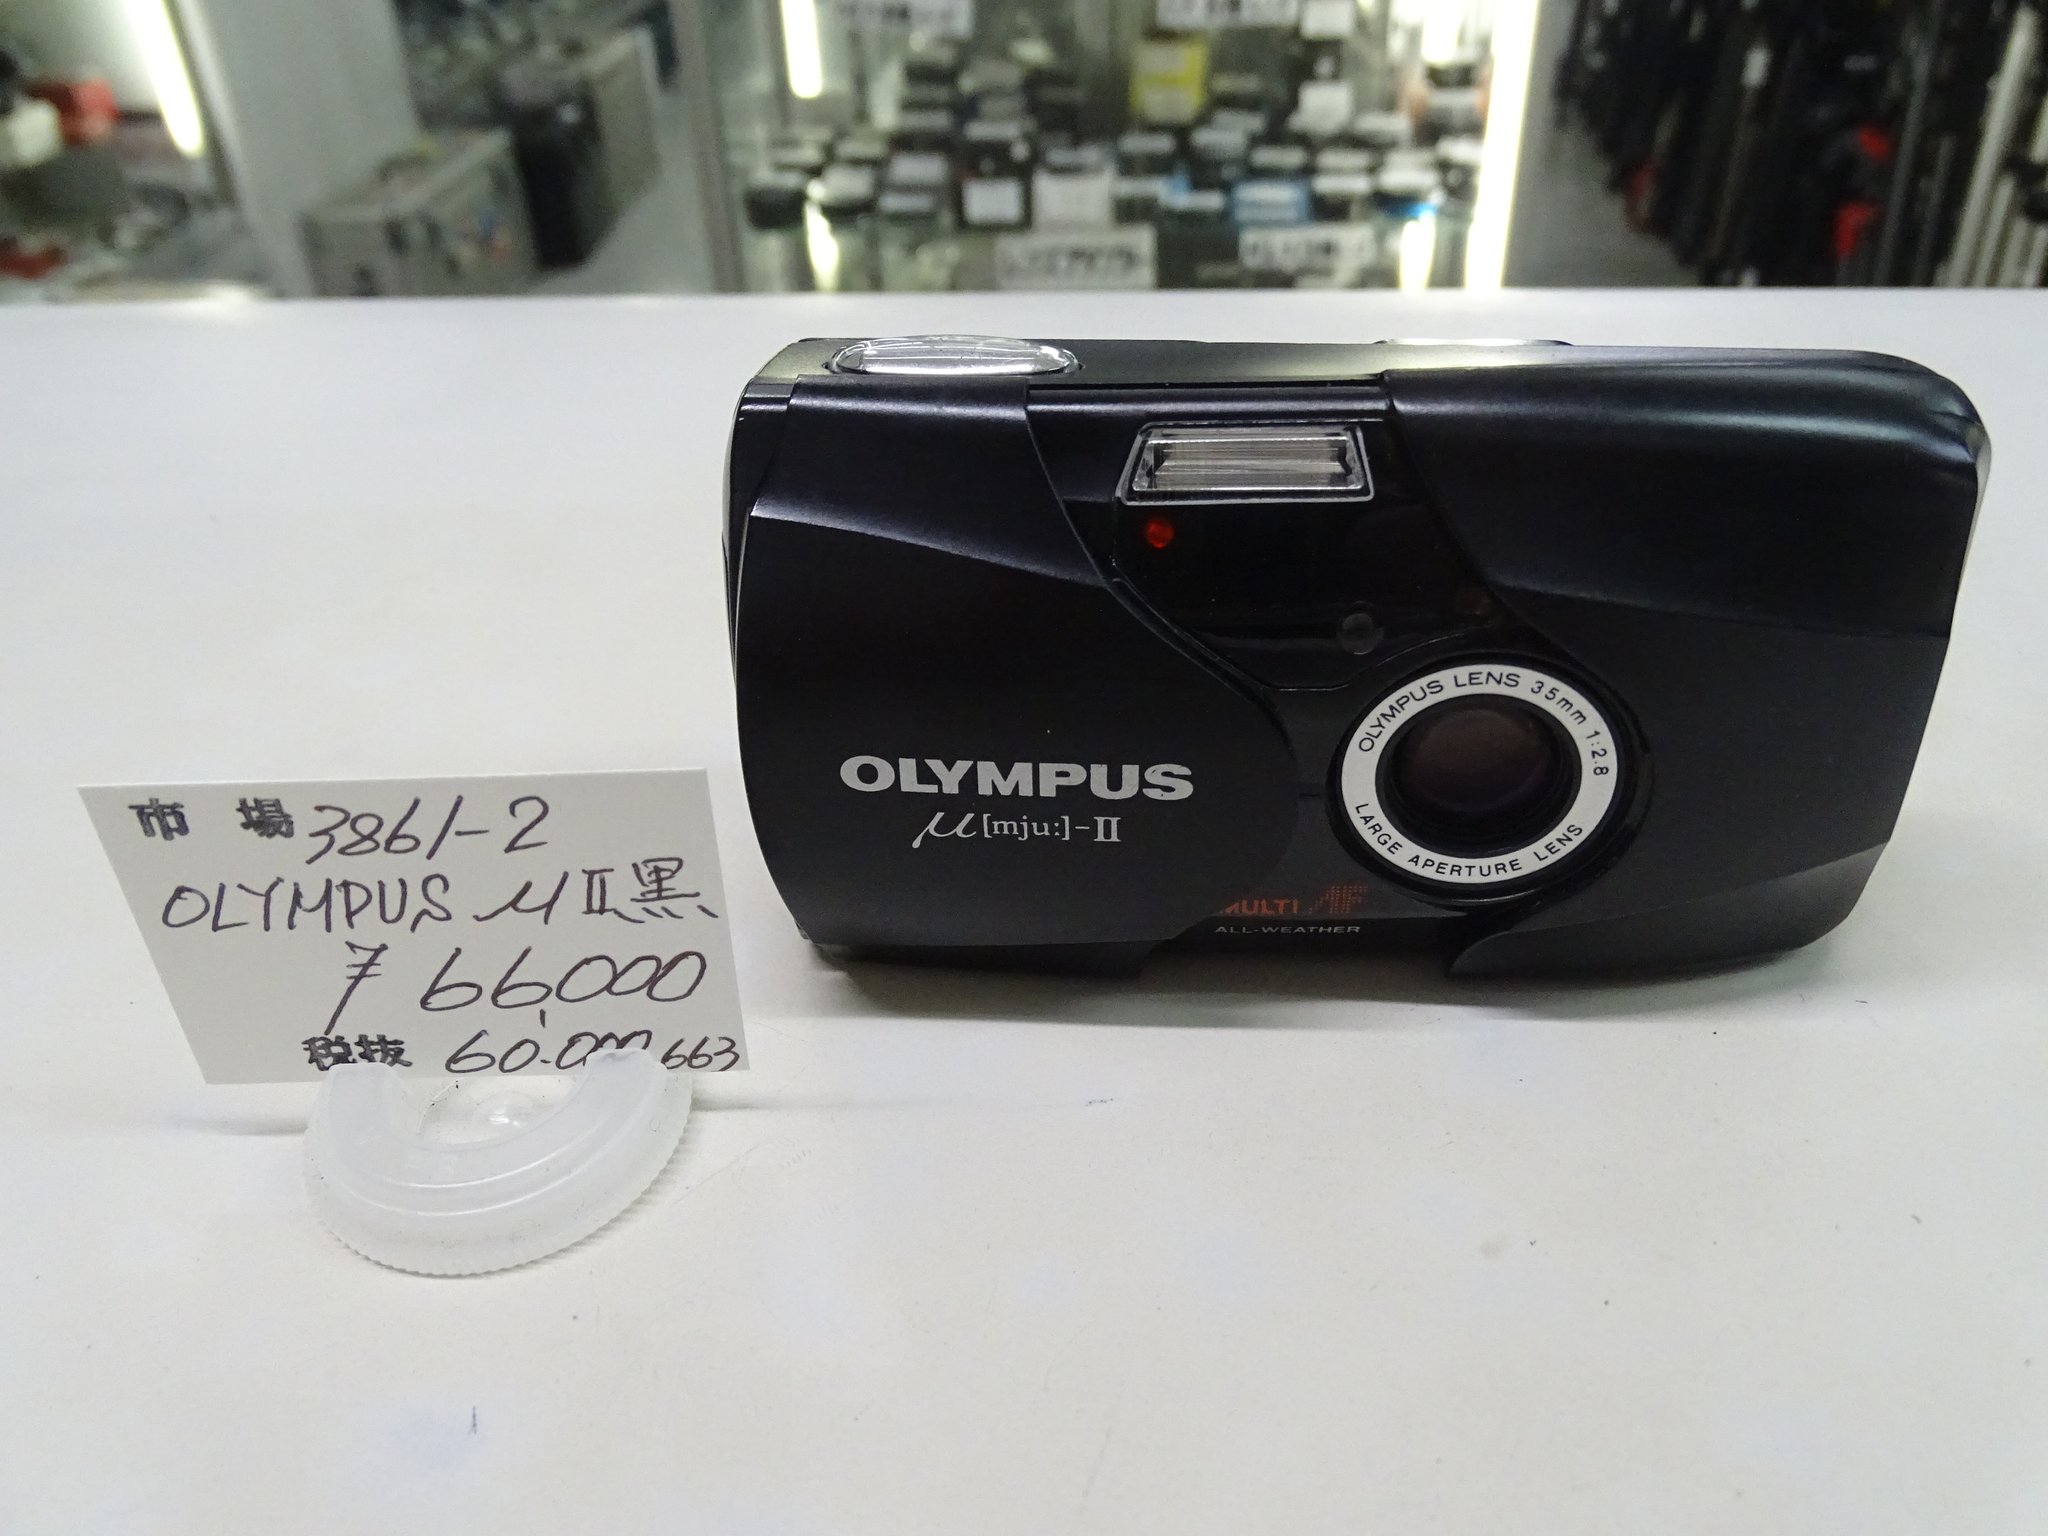 市 場 3861-2
OLYMPUS μII黒
¥ 66,000
税抜 60.000 663
OLYMPUS
μ[mju:]-II
OLYMPUS LENS 35mm 1:2.8
LARGE APERTURE LENS
MULTI AF
ALL-WEATHER